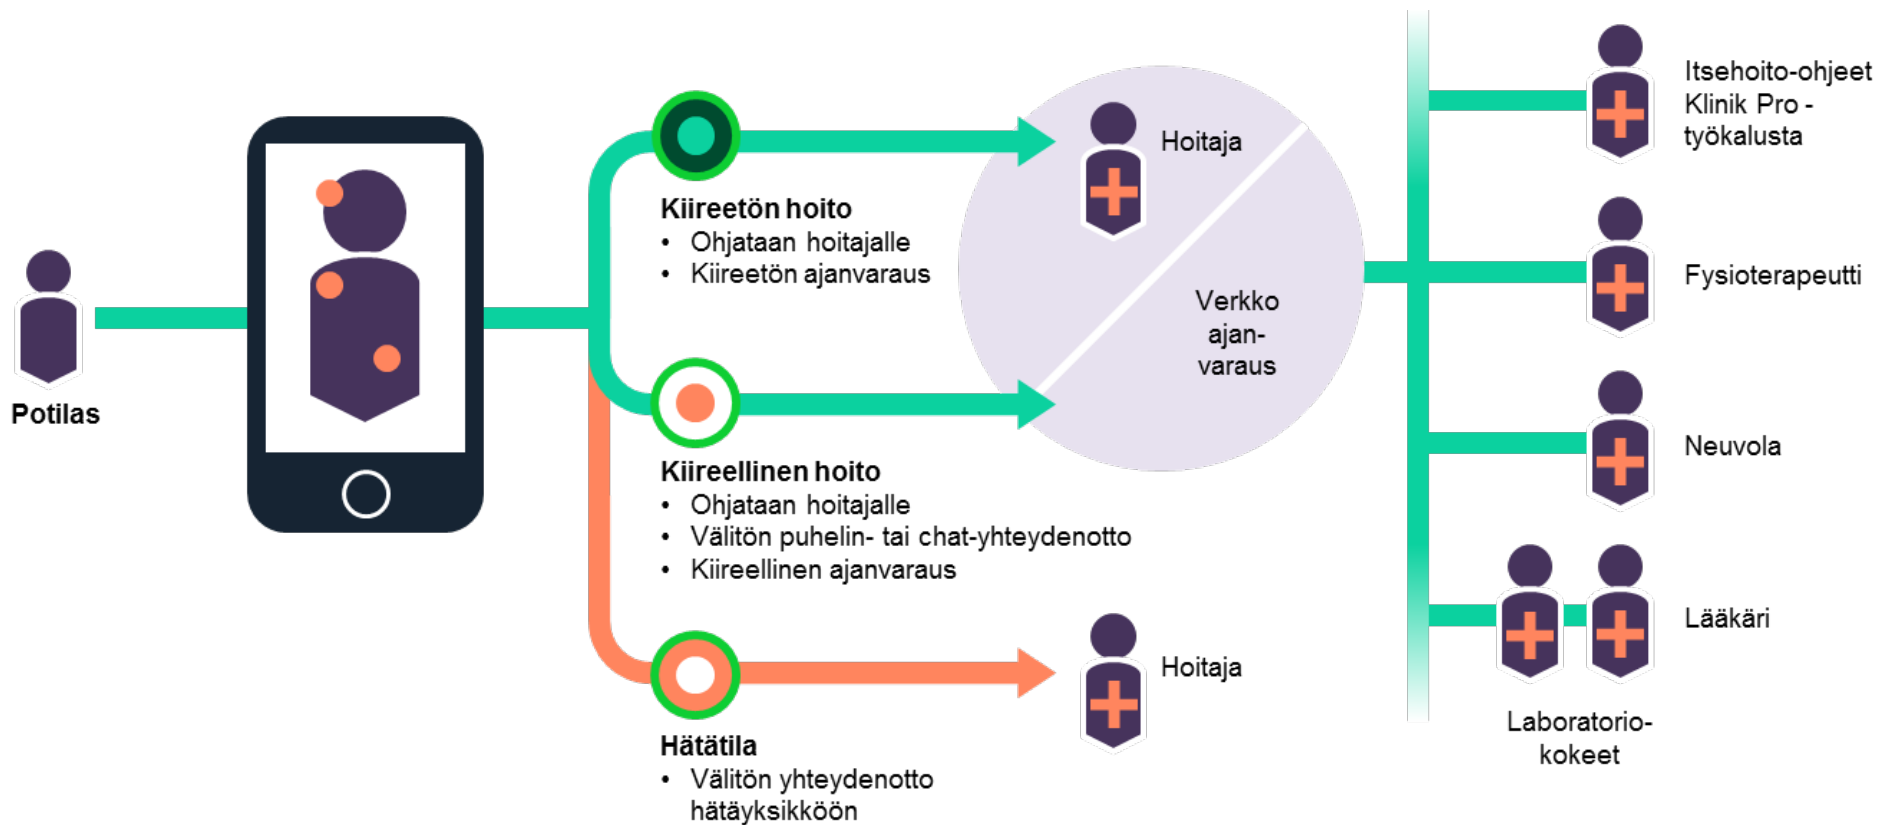 Potilas
Kiireetön hoito
• Ohjataan hoitajalle
• Kiireetön ajanvaraus
Kiireellinen hoito
• Ohjataan hoitajalle
• Välitön puhelin- tai chat-yhteydenotto
• Kiireellinen ajanvaraus
Hätätila
• Välitön yhteydenotto
hätäyksikköön
Hoitaja
Verkko
ajan-
varaus
Hoitaja
Itsehoito-ohjeet
Klinik Pro -
työkalusta
Fysioterapeutti
Neuvola
Lääkäri
Laboratorio-
kokeet